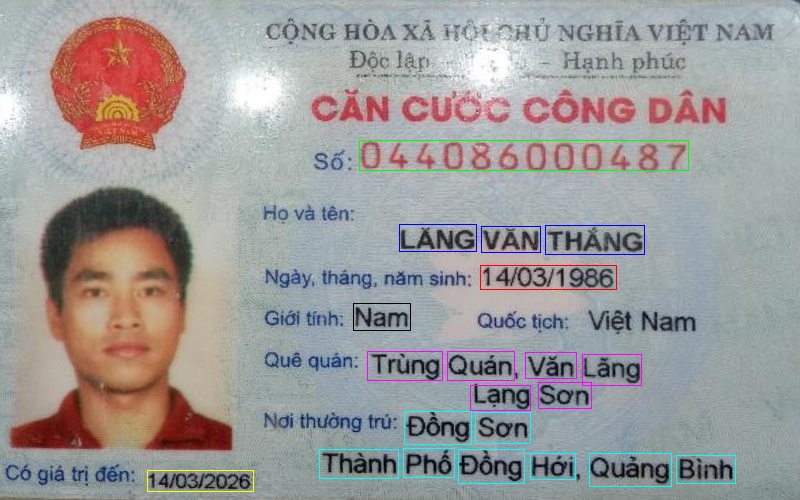 CỘNG HÒA XÃ HỘI CHỦ NGHĨA VIỆT NAM
Độc lập - - Hạnh phúc
CĂN CƯỚC CÔNG DÂN
Số: 044086000487
Họ và tên:
LĂNG VĂN THẮNG
Ngày, tháng, năm sinh: 14/03/1986
Giới tính: Nam Quốc tịch: Việt Nam
Quê quán: Trùng Quán, Văn Lãng
Lạng Sơn
Nơi thường trú: Đồng Sơn
Thành Phố Đồng Hới, Quảng Bình
Có giá trị đến: 14/03/2026